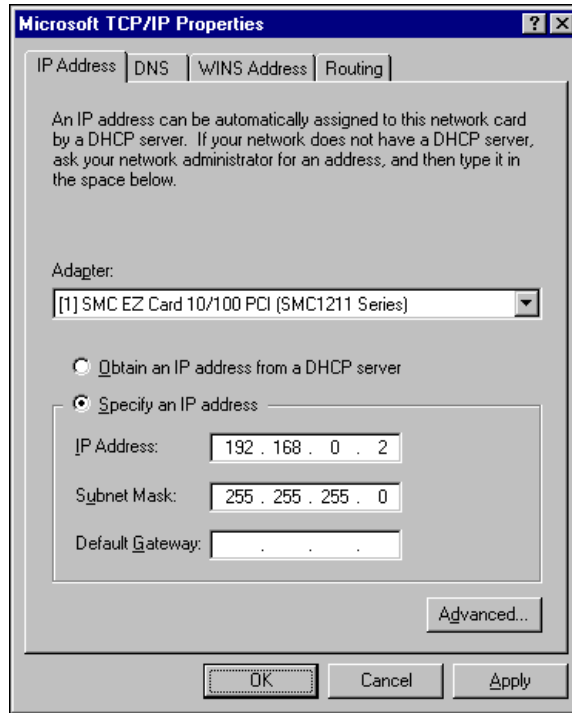 Microsoft TCP/IP Properties
IP Address DNS WINS Address Routing
An IP address can be automatically assigned to this network card
by a DHCP server. If your network does not have a DHCP server,
ask your network administrator for an address, and then type it in
the space below.
Adapter:
[1] SMC EZ Card 10/100 PCI (SMC1211 Series)
Obtain an IP address from a DHCP server
Specify an IP address
IP Address: 192 . 168 . 0 . 2
Subnet Mask: 255 . 255 . 255 . 0
Default Gateway: . . .
Advanced...
OK Cancel Apply